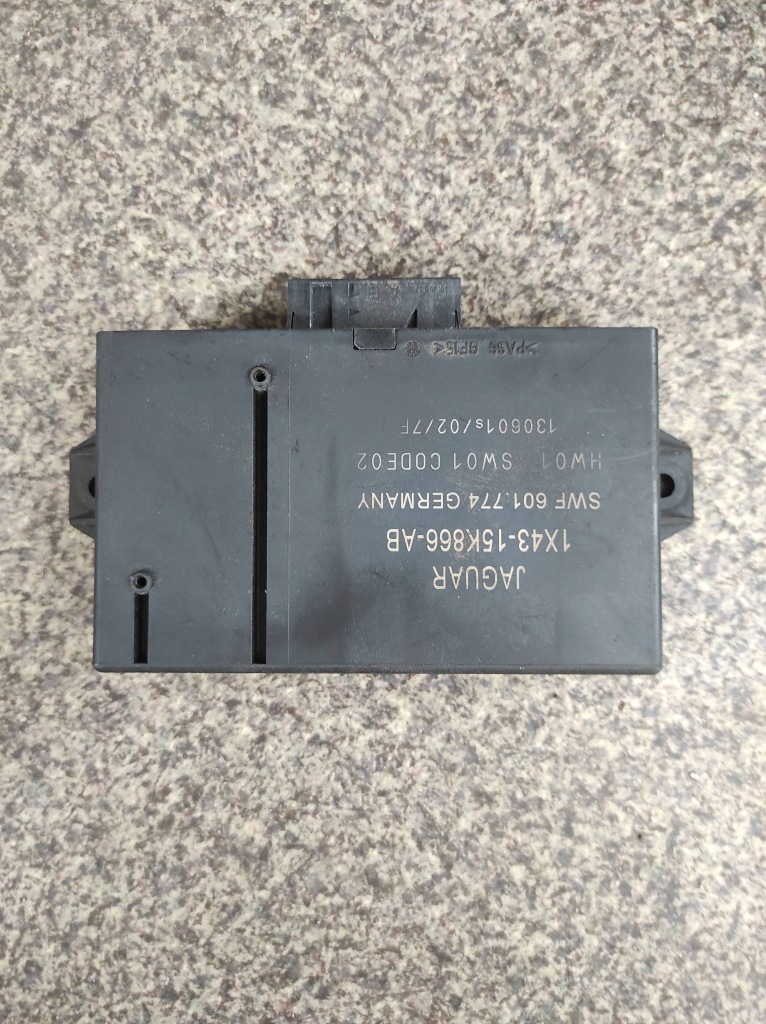 JAGUAR
1X43-15K866-AB
SWF 601.774 GERMANY
HW01 SW01 CODE02
130601s/02/7F